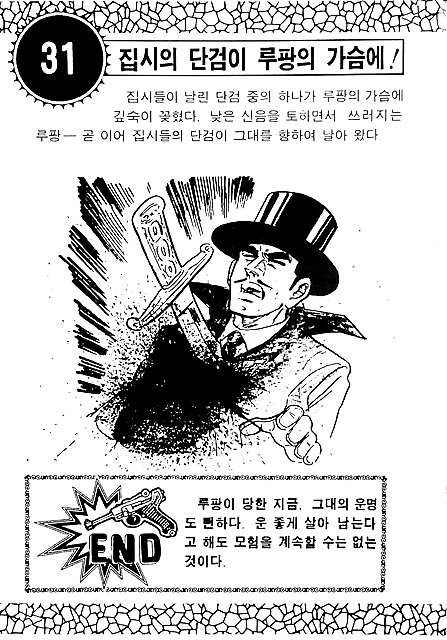 31
집시의 단검이 루팡의 가슴에!
집시들이 날린 단검 중의 하나가 루팡의 가슴에
깊숙이 꽂혔다. 낮은 신음을 토하면서 쓰러지는
루팡— 곧 이어 집시들의 단검이 그대를 향하여 날아 왔다.
END
루팡이 당한 지금, 그대의 운명
도 뻔하다. 운 좋게 살아 남는다
고 해도 모험을 계속할 수는 없는
것이다.